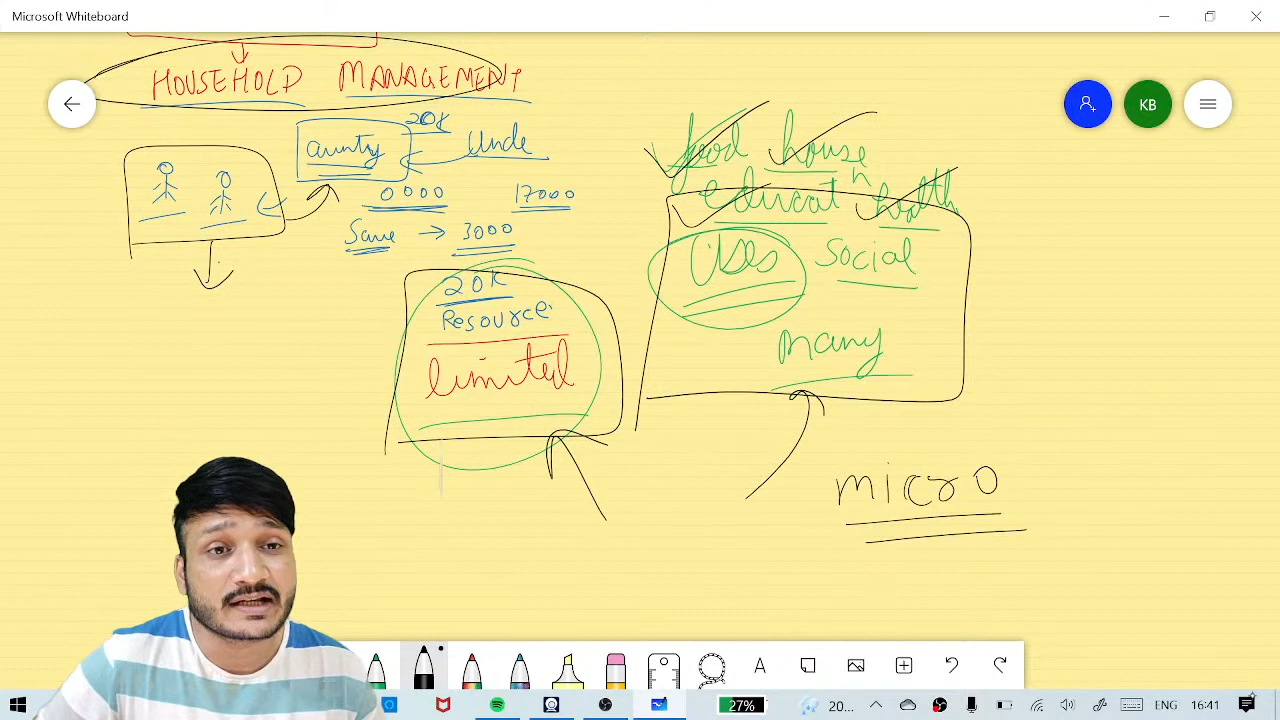 Microsoft Whiteboard
HOUSEHOLD MANAGEMENT
20K
aunty
Uncle
0000
17000
Save → 3000
20K
Resource
limited
food house
educat h health
Uses Social
many
micro
KB
A
27%
20...
ENG
16:41